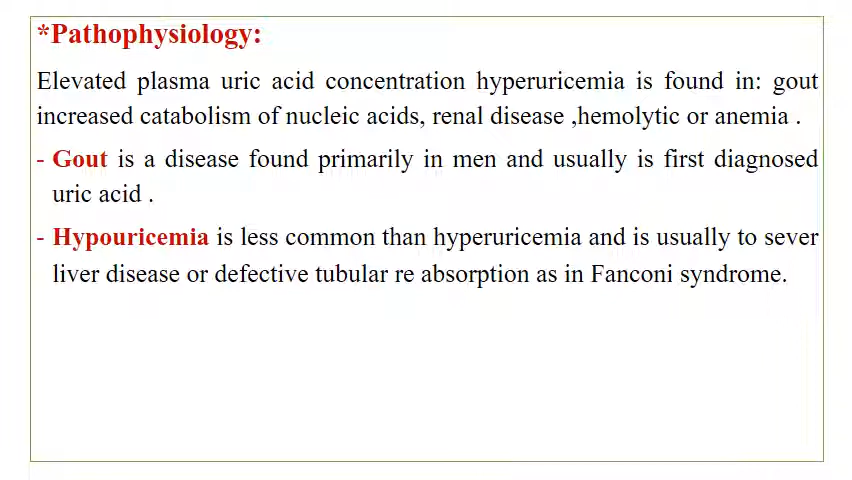 *Pathophysiology:
Elevated plasma uric acid concentration hyperuricemia is found in: gout
increased catabolism of nucleic acids, renal disease ,hemolytic or anemia .
- Gout is a disease found primarily in men and usually is first diagnosed
uric acid .
- Hypouricemia is less common than hyperuricemia and is usually to sever
liver disease or defective tubular re absorption as in Fanconi syndrome.